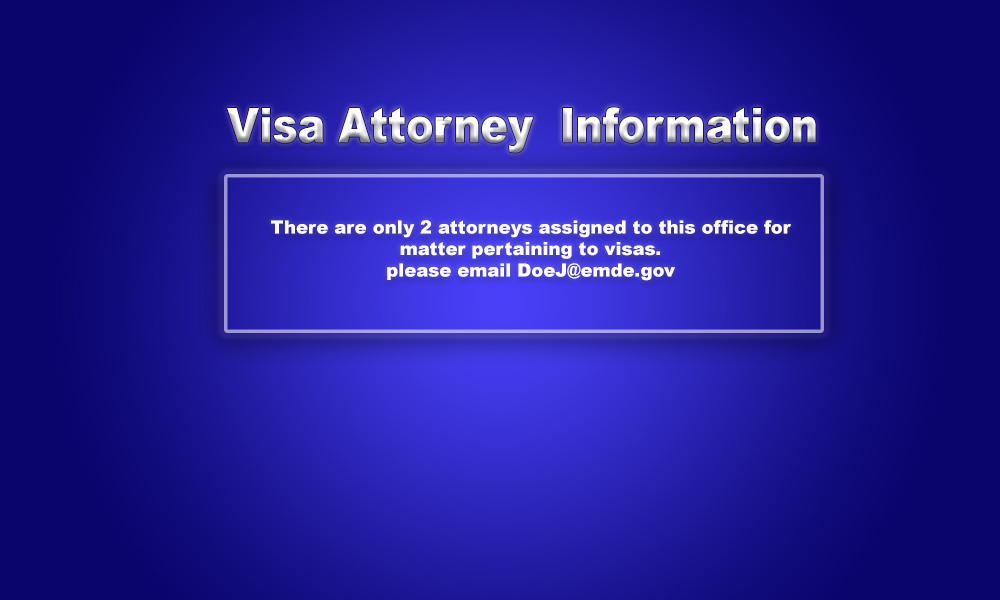 Visa Attorney  Information
There are only 2 attorneys assigned to this office for
matter pertaining to visas.
please email DoeJ@emde.gov